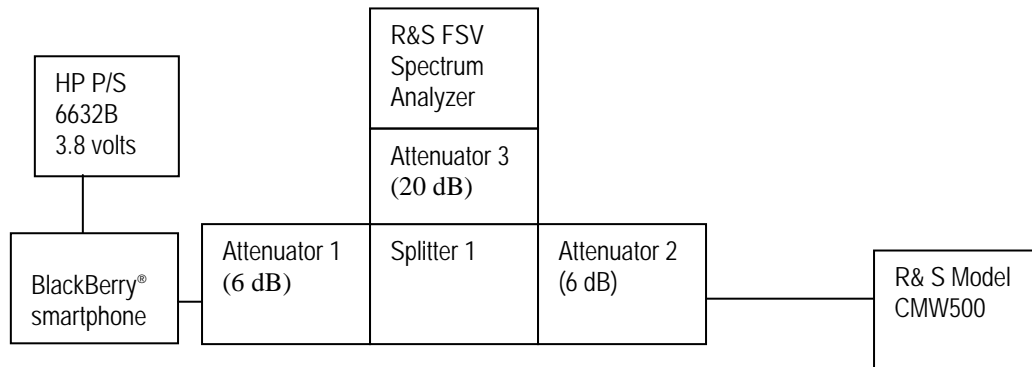 R&S FSV
Spectrum
Analyzer
HP P/S
6632B
3.8 volts
Attenuator 3
(20 dB)
BlackBerry®
smartphone
Attenuator 1
(6 dB)
Splitter 1
Attenuator 2
(6 dB)
R& S Model
CMW500